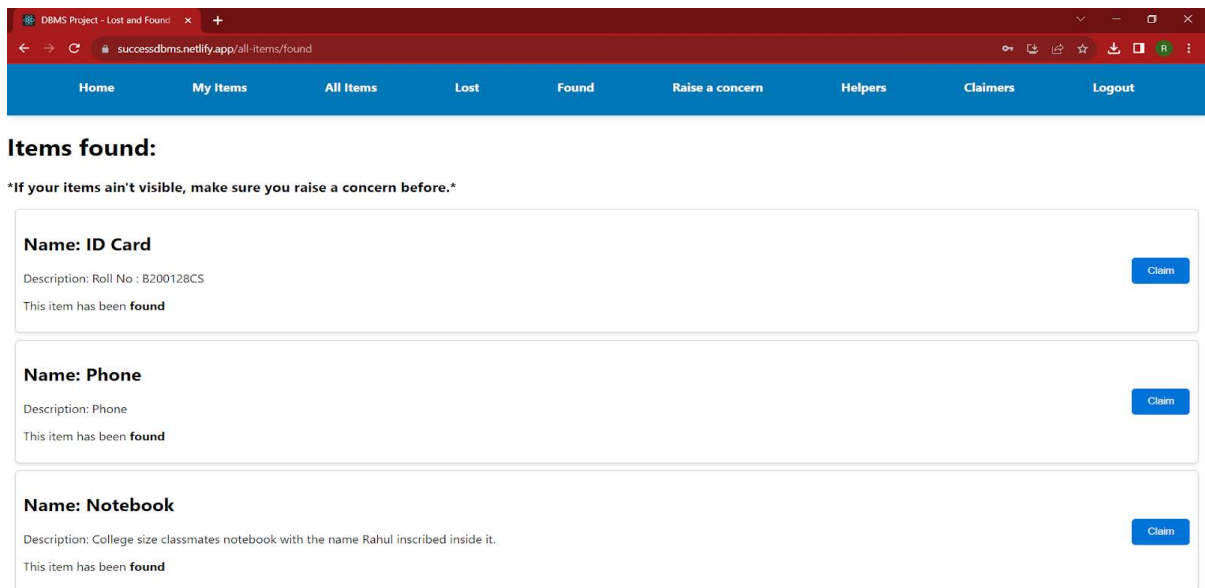 DBMS Project - Lost and Found
successdbms.netlify.app/all-items/found
R
Home My Items All Items Lost Found Raise a concern Helpers Claimers Logout
Items found:
*If your items ain't visible, make sure you raise a concern before.*
Name: ID Card
Description: Roll No : B200128CS
Claim
This item has been found
Name: Phone
Description: Phone
Claim
This item has been found
Name: Notebook
Description: College size classmates notebook with the name Rahul inscribed inside it.
Claim
This item has been found